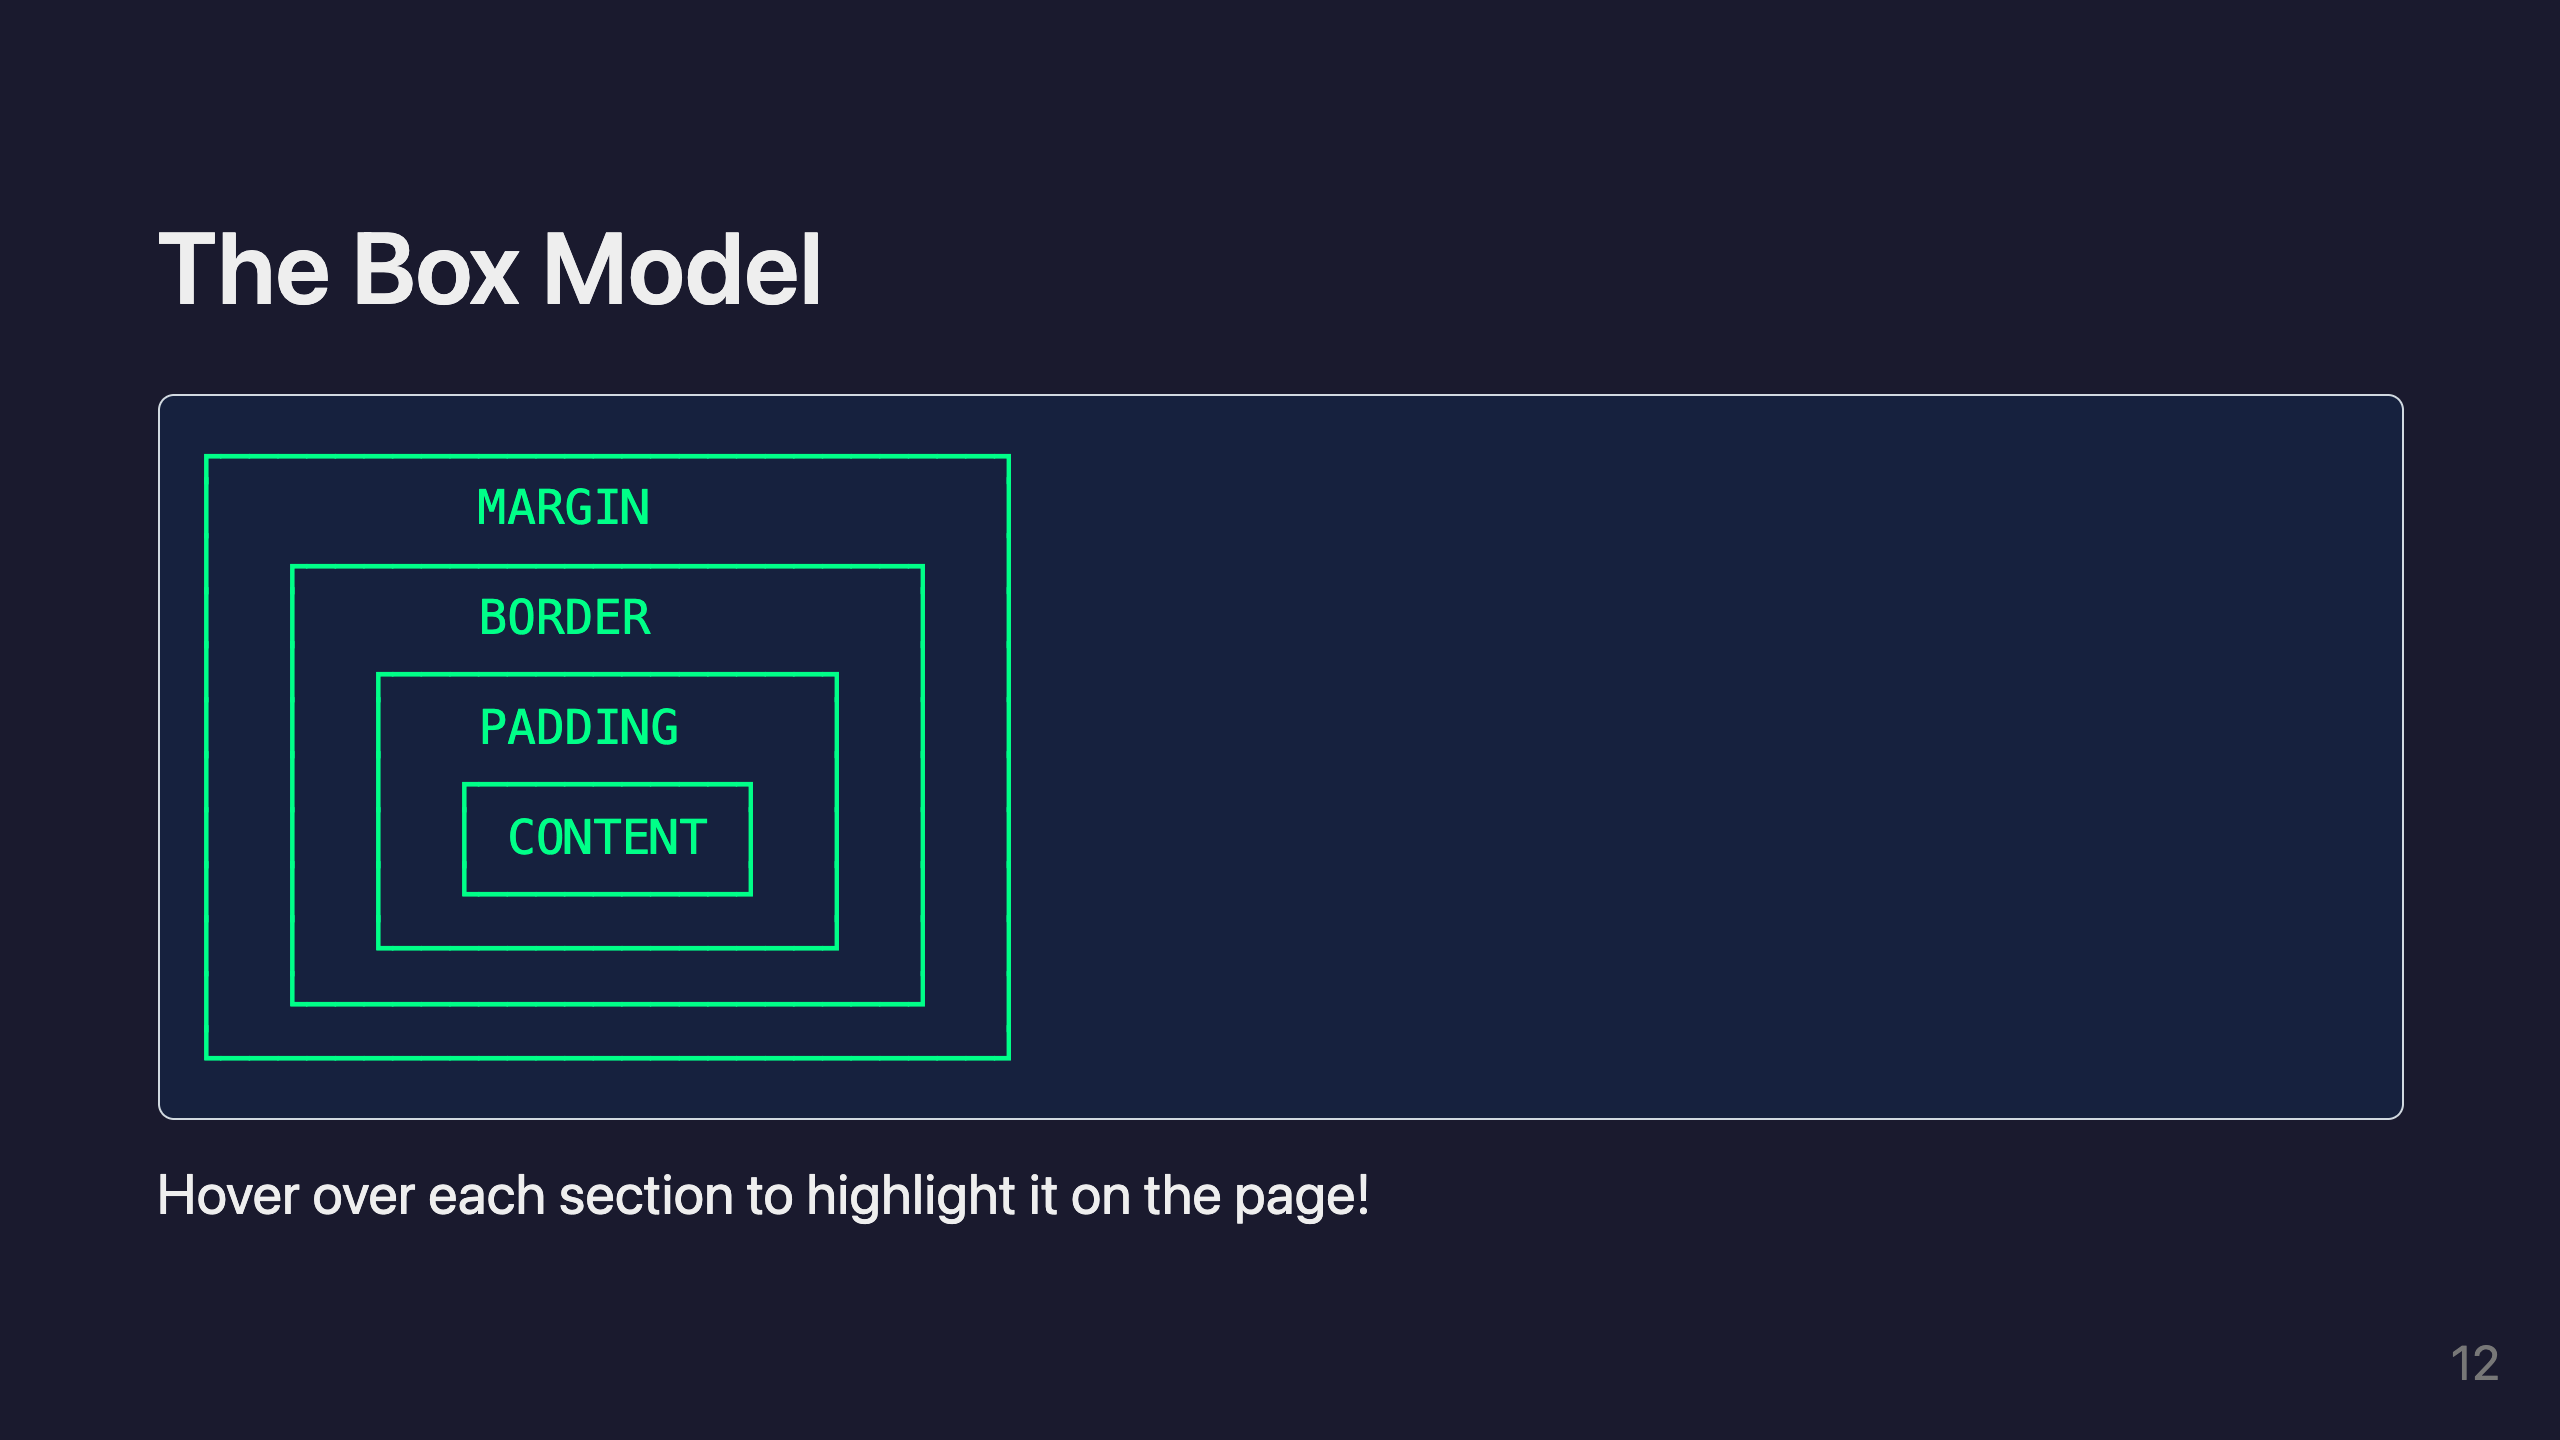 The Box Model
MARGIN
BORDER
PADDING
CONTENT
Hover over each section to highlight it on the page!
12